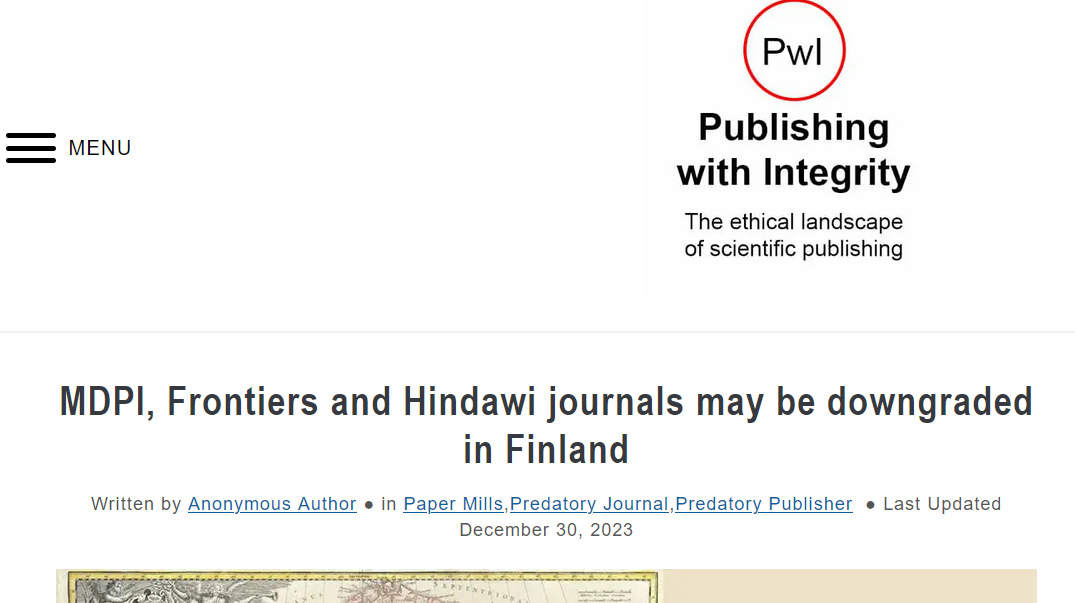 PwI
Publishing
with Integrity
The ethical landscape
of scientific publishing
MENU
MDPI, Frontiers and Hindawi journals may be downgraded
in Finland
Written by Anonymous Author ● in Paper Mills,Predatory Journal,Predatory Publisher ● Last Updated
December 30, 2023